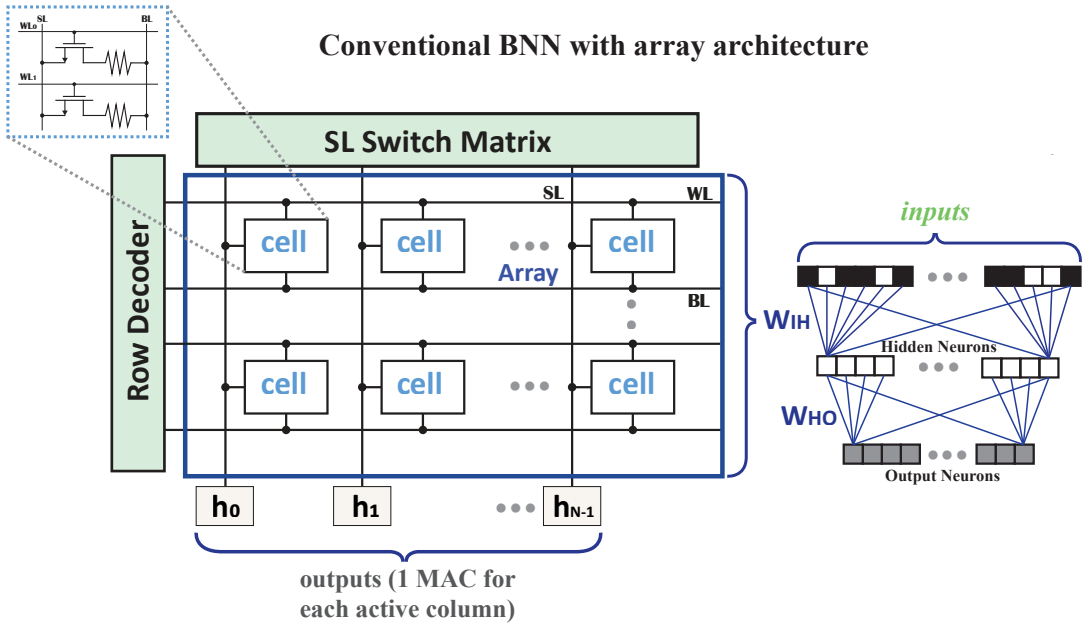 SL BL
WL0
WL1
Conventional BNN with array architecture
SL Switch Matrix
Row Decoder
SL WL
cell cell cell
Array
BL
cell cell cell
h0 h1 hN-1
outputs (1 MAC for
each active column)
inputs
WIH
Hidden Neurons
WHO
Output Neurons